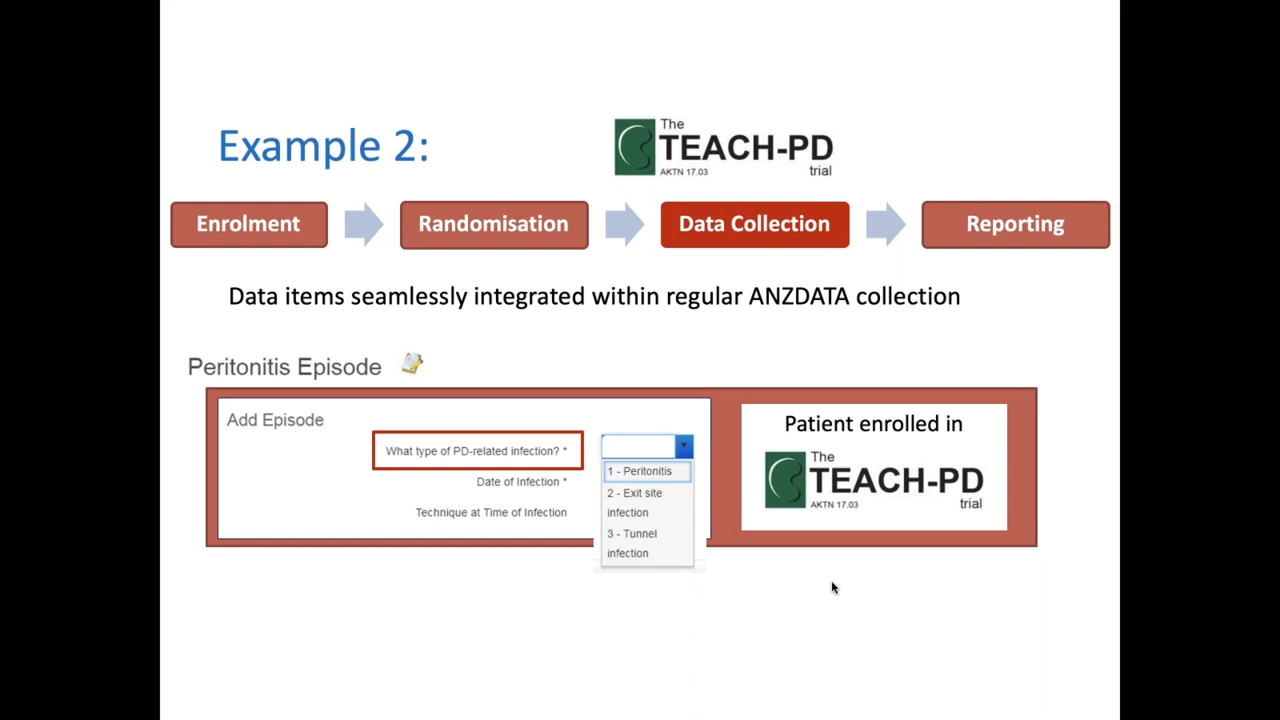 Example 2:
The
TEACH-PD
AKTN 17.03
trial
Enrolment
Randomisation
Data Collection
Reporting
Data items seamlessly integrated within regular ANZDATA collection
Peritonitis Episode
Add Episode
What type of PD-related infection? *
Date of Infection *
Technique at Time of Infection
1 - Peritonitis
2 - Exit site
infection
3 - Tunnel
infection
Patient enrolled in
The
TEACH-PD
AKTN 17.03
trial